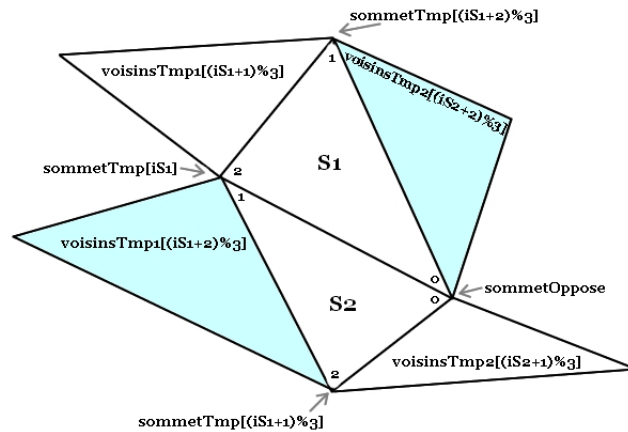 sommetTmp[(iS1+2)%3]
1
voisinsTmp1[(iS1+1)%3]
voisinsTmp2[(iS2+2)%3]
S1
sommetTmp[iS1]
2
1
voisinsTmp1[(iS1+2)%3]
0
0
sommetOppose
S2
voisinsTmp2[(iS2+1)%3]
2
sommetTmp[(iS1+1)%3]